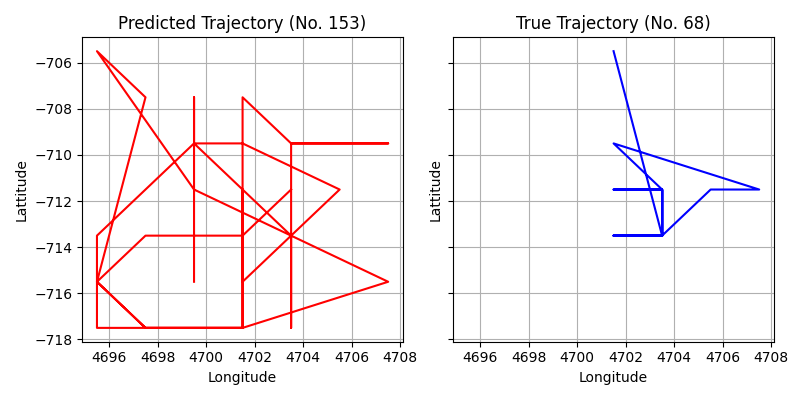 Predicted Trajectory (No. 153)
True Trajectory (No. 68)
Lattitude
−706
−708
−710
−712
−714
−716
−718
4696 4698 4700 4702 4704 4706 4708
Longitude
Lattitude
4696 4698 4700 4702 4704 4706 4708
Longitude